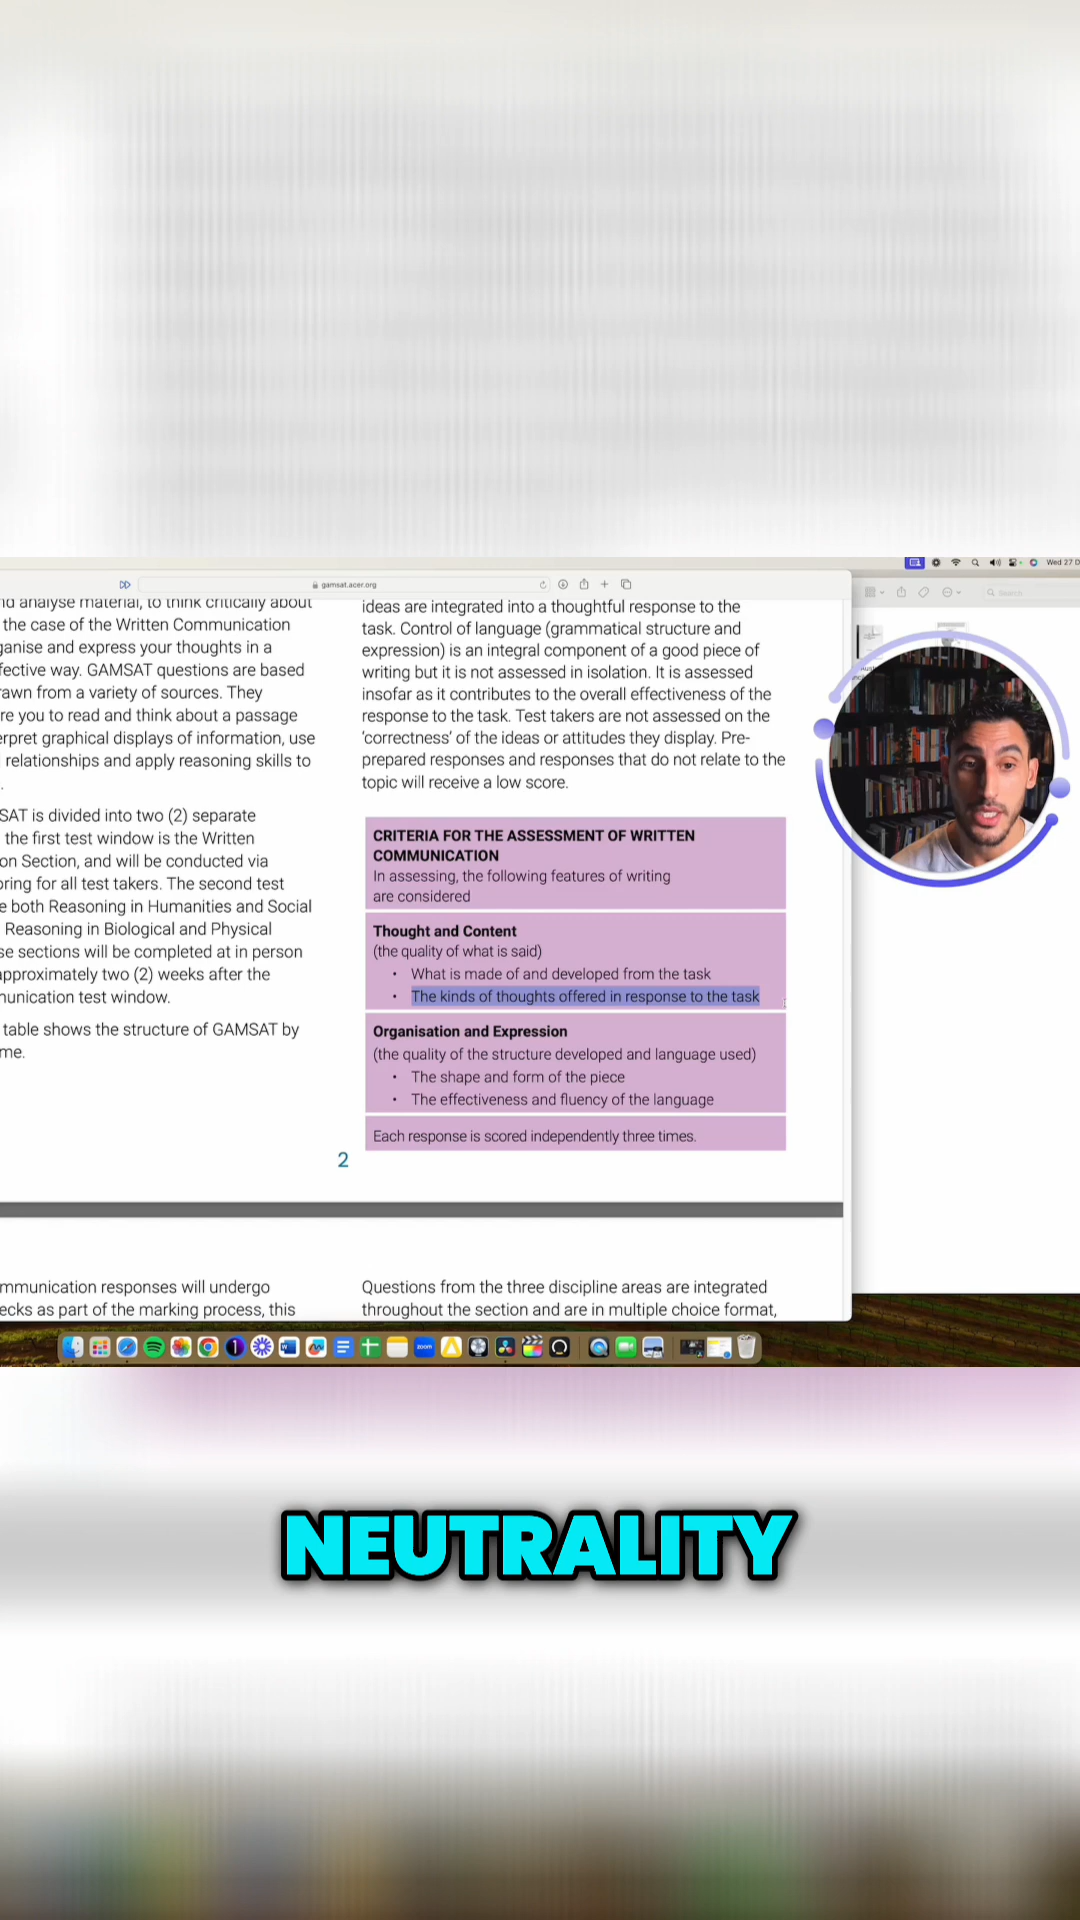 Wed 27 D
gamsat.acer.org
Search
nd analyse material, to think critically about
the case of the Written Communication
ganise and express your thoughts in a
fective way. GAMSAT questions are based
rawn from a variety of sources. They
re you to read and think about a passage
erpret graphical displays of information, use
relationships and apply reasoning skills to
.
SAT is divided into two (2) separate
the first test window is the Written
on Section, and will be conducted via
oring for all test takers. The second test
e both Reasoning in Humanities and Social
Reasoning in Biological and Physical
se sections will be completed at in person
approximately two (2) weeks after the
munication test window.
table shows the structure of GAMSAT by
me.
ideas are integrated into a thoughtful response to the
task. Control of language (grammatical structure and
expression) is an integral component of a good piece of
writing but it is not assessed in isolation. It is assessed
insofar as it contributes to the overall effectiveness of the
response to the task. Test takers are not assessed on the
‘correctness’ of the ideas or attitudes they display. Pre-
prepared responses and responses that do not relate to the
topic will receive a low score.
CRITERIA FOR THE ASSESSMENT OF WRITTEN
COMMUNICATION
In assessing, the following features of writing
are considered
Thought and Content
(the quality of what is said)
• What is made of and developed from the task
• The kinds of thoughts offered in response to the task
Organisation and Expression
(the quality of the structure developed and language used)
• The shape and form of the piece
• The effectiveness and fluency of the language
Each response is scored independently three times.
2
mmunication responses will undergo
ecks as part of the marking process, this
Questions from the three discipline areas are integrated
throughout the section and are in multiple choice format,
zoom
NEUTRALITY